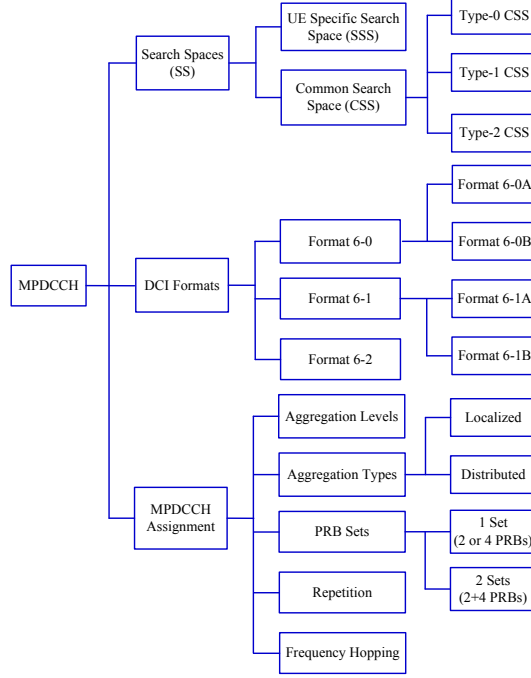 MPDCCH
Search Spaces
(SS)
UE Specific Search
Space (SSS)
Common Search
Space (CSS)
Type-0 CSS
Type-1 CSS
Type-2 CSS
DCI Formats
Format 6-0
Format 6-0A
Format 6-0B
Format 6-1
Format 6-1A
Format 6-1B
Format 6-2
MPDCCH
Assignment
Aggregation Levels
Aggregation Types
Localized
Distributed
PRB Sets
1 Set
(2 or 4 PRBs)
2 Sets
(2+4 PRBs)
Repetition
Frequency Hopping